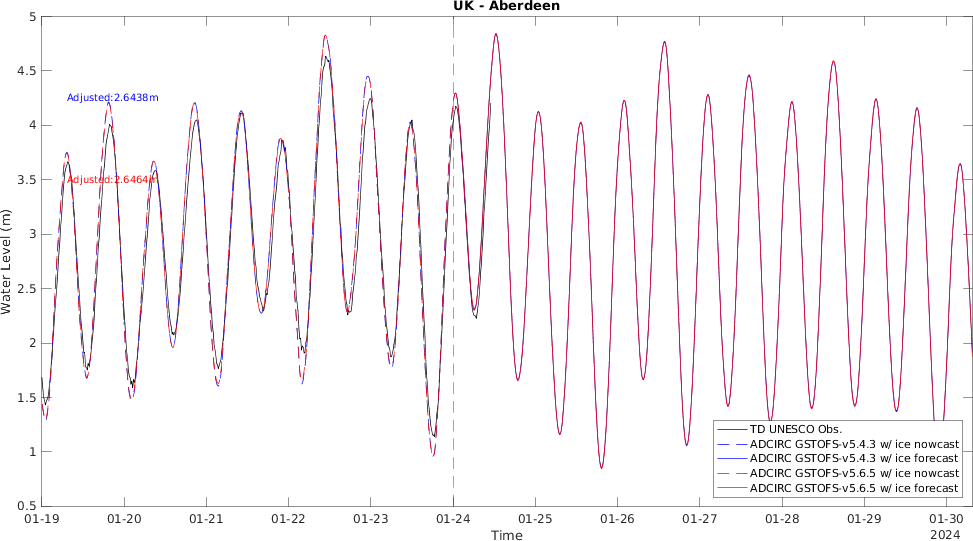 UK - Aberdeen
5
4.5
4
3.5
3
2.5
2
1.5
1
0.5
Water Level (m)
Adjusted:2.6438m
Adjusted:2.6464m
TD UNESCO Obs.
ADCIRC GSTOFS-v5.4.3 w/ ice nowcast
ADCIRC GSTOFS-v5.4.3 w/ ice forecast
ADCIRC GSTOFS-v5.6.5 w/ ice nowcast
ADCIRC GSTOFS-v5.6.5 w/ ice forecast
01-19 01-20 01-21 01-22 01-23 01-24 01-25 01-26 01-27 01-28 01-29 01-30
Time
2024